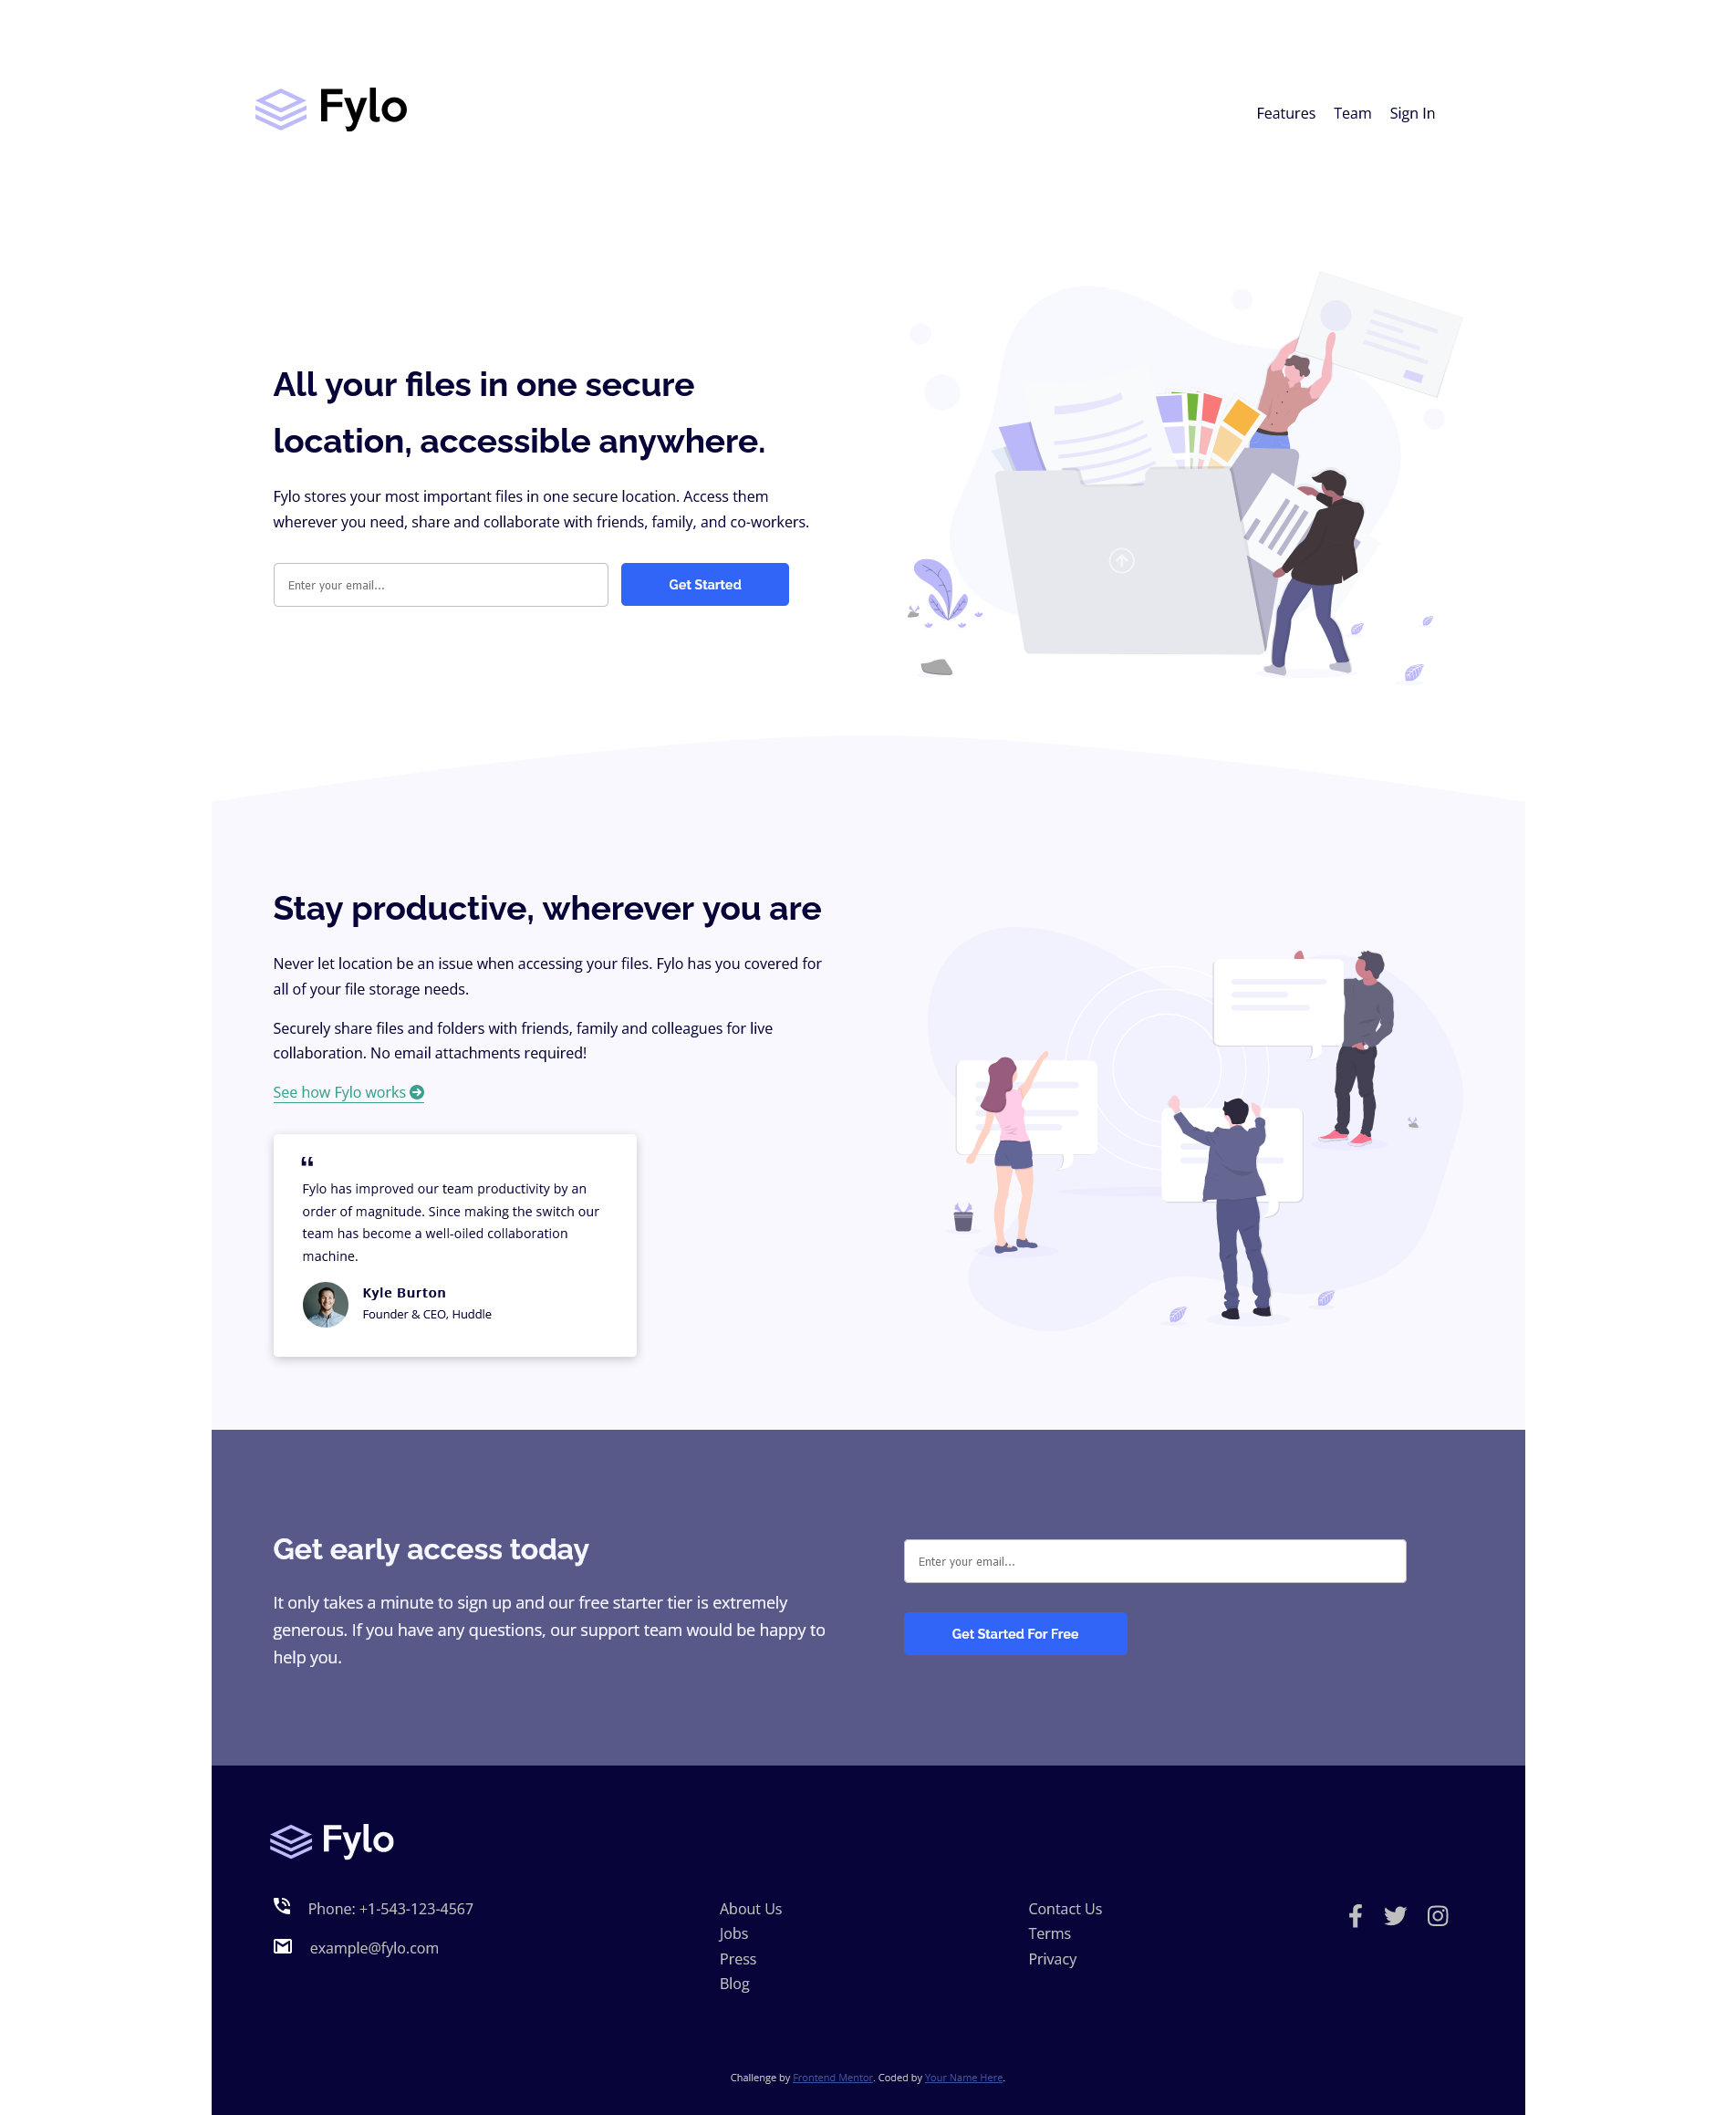 Fylo
Features Team Sign In
All your files in one secure
location, accessible anywhere.
Fylo stores your most important files in one secure location. Access them
wherever you need, share and collaborate with friends, family, and co-workers.
Enter your email...
Get Started
Stay productive, wherever you are
Never let location be an issue when accessing your files. Fylo has you covered for
all of your file storage needs.
Securely share files and folders with friends, family and colleagues for live
collaboration. No email attachments required!
See how Fylo works
“
Fylo has improved our team productivity by an
order of magnitude. Since making the switch our
team has become a well-oiled collaboration
machine.
Kyle Burton
Founder & CEO, Huddle
Get early access today
It only takes a minute to sign up and our free starter tier is extremely
generous. If you have any questions, our support team would be happy to
help you.
Enter your email...
Get Started For Free
Fylo
Phone: +1-543-123-4567
example@fylo.com
About Us
Jobs
Press
Blog
Contact Us
Terms
Privacy
Challenge by Frontend Mentor. Coded by Your Name Here.